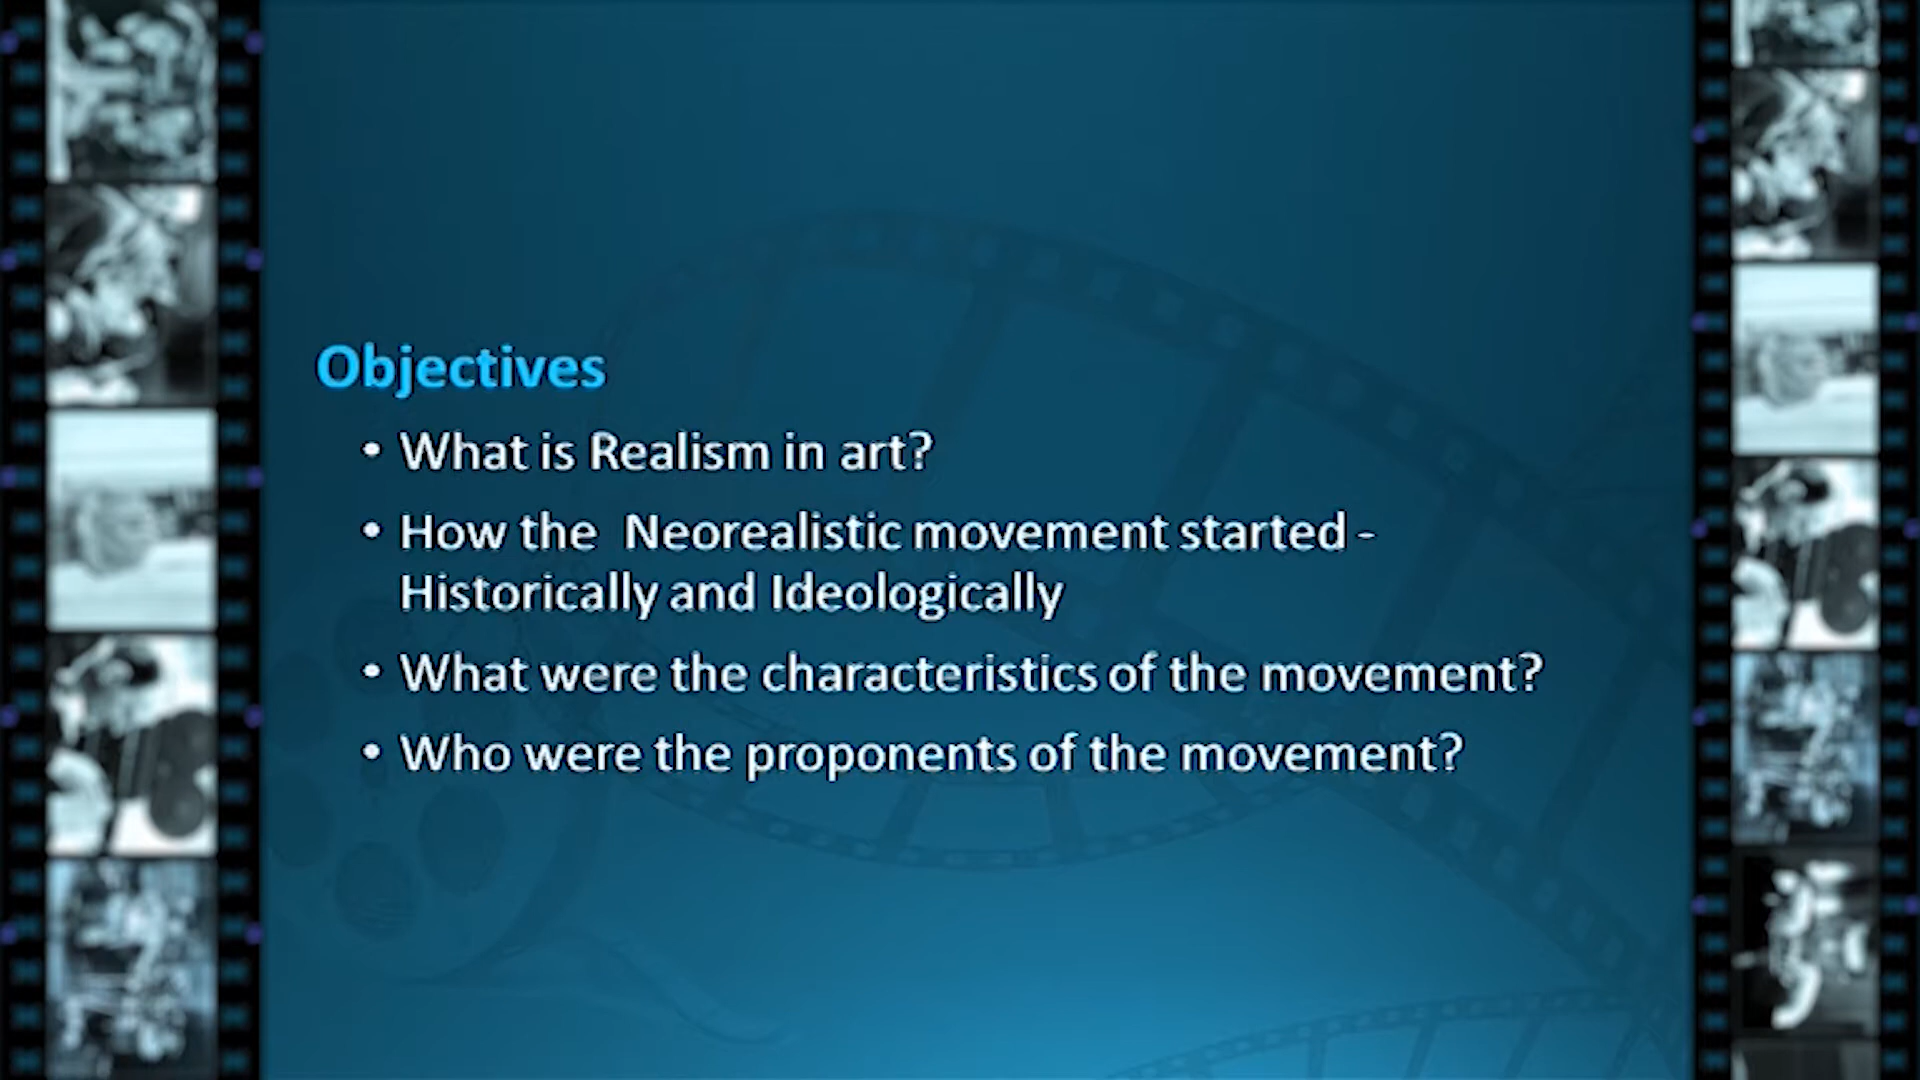 Objectives
• What is Realism in art?
• How the Neorealistic movement started -
Historically and Ideologically
• What were the characteristics of the movement?
• Who were the proponents of the movement?